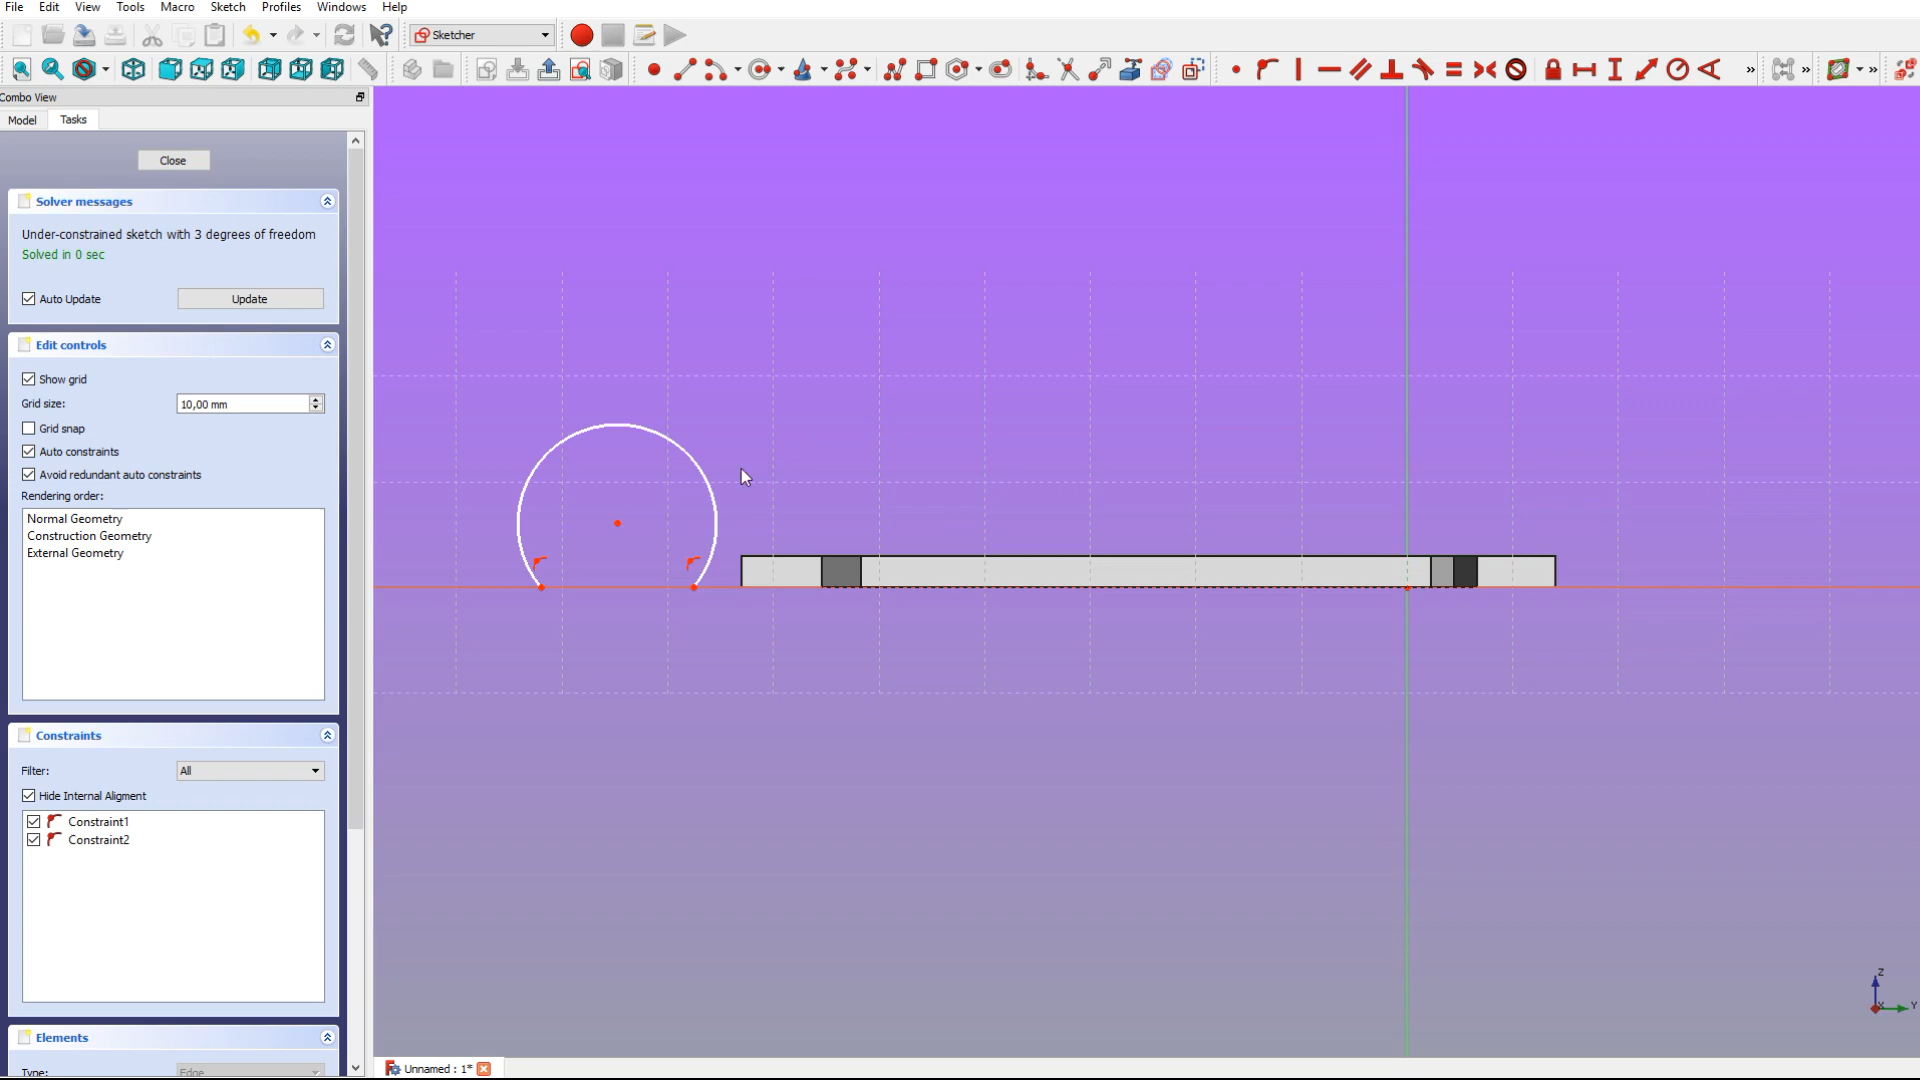 File Edit View Tools Macro Sketch Profiles Windows Help
Sketcher
Combo View
Model Tasks
Close
Solver messages
Under-constrained sketch with 3 degrees of freedom
Solved in 0 sec
Auto Update Update
Edit controls
Show grid
Grid size: 10,00 mm
Grid snap
Auto constraints
Avoid redundant auto constraints
Rendering order:
Normal Geometry
Construction Geometry
External Geometry
Constraints
Filter: All
Hide Internal Aligment
Constraint1
Constraint2
Elements
Type: Edge
Z
X
Y
Unnamed : 1*